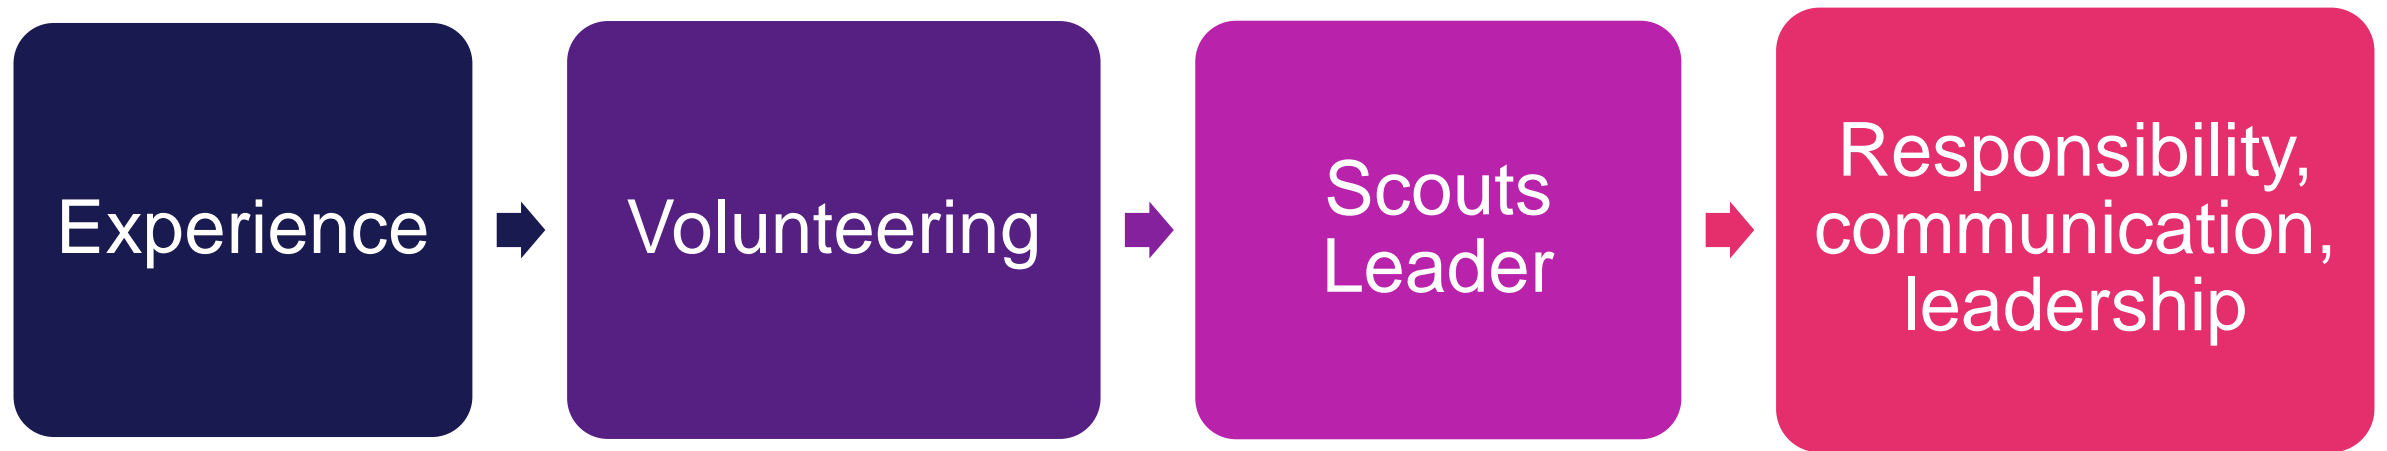 Experience
Volunteering
Scouts
Leader
Responsibility,
communication,
leadership